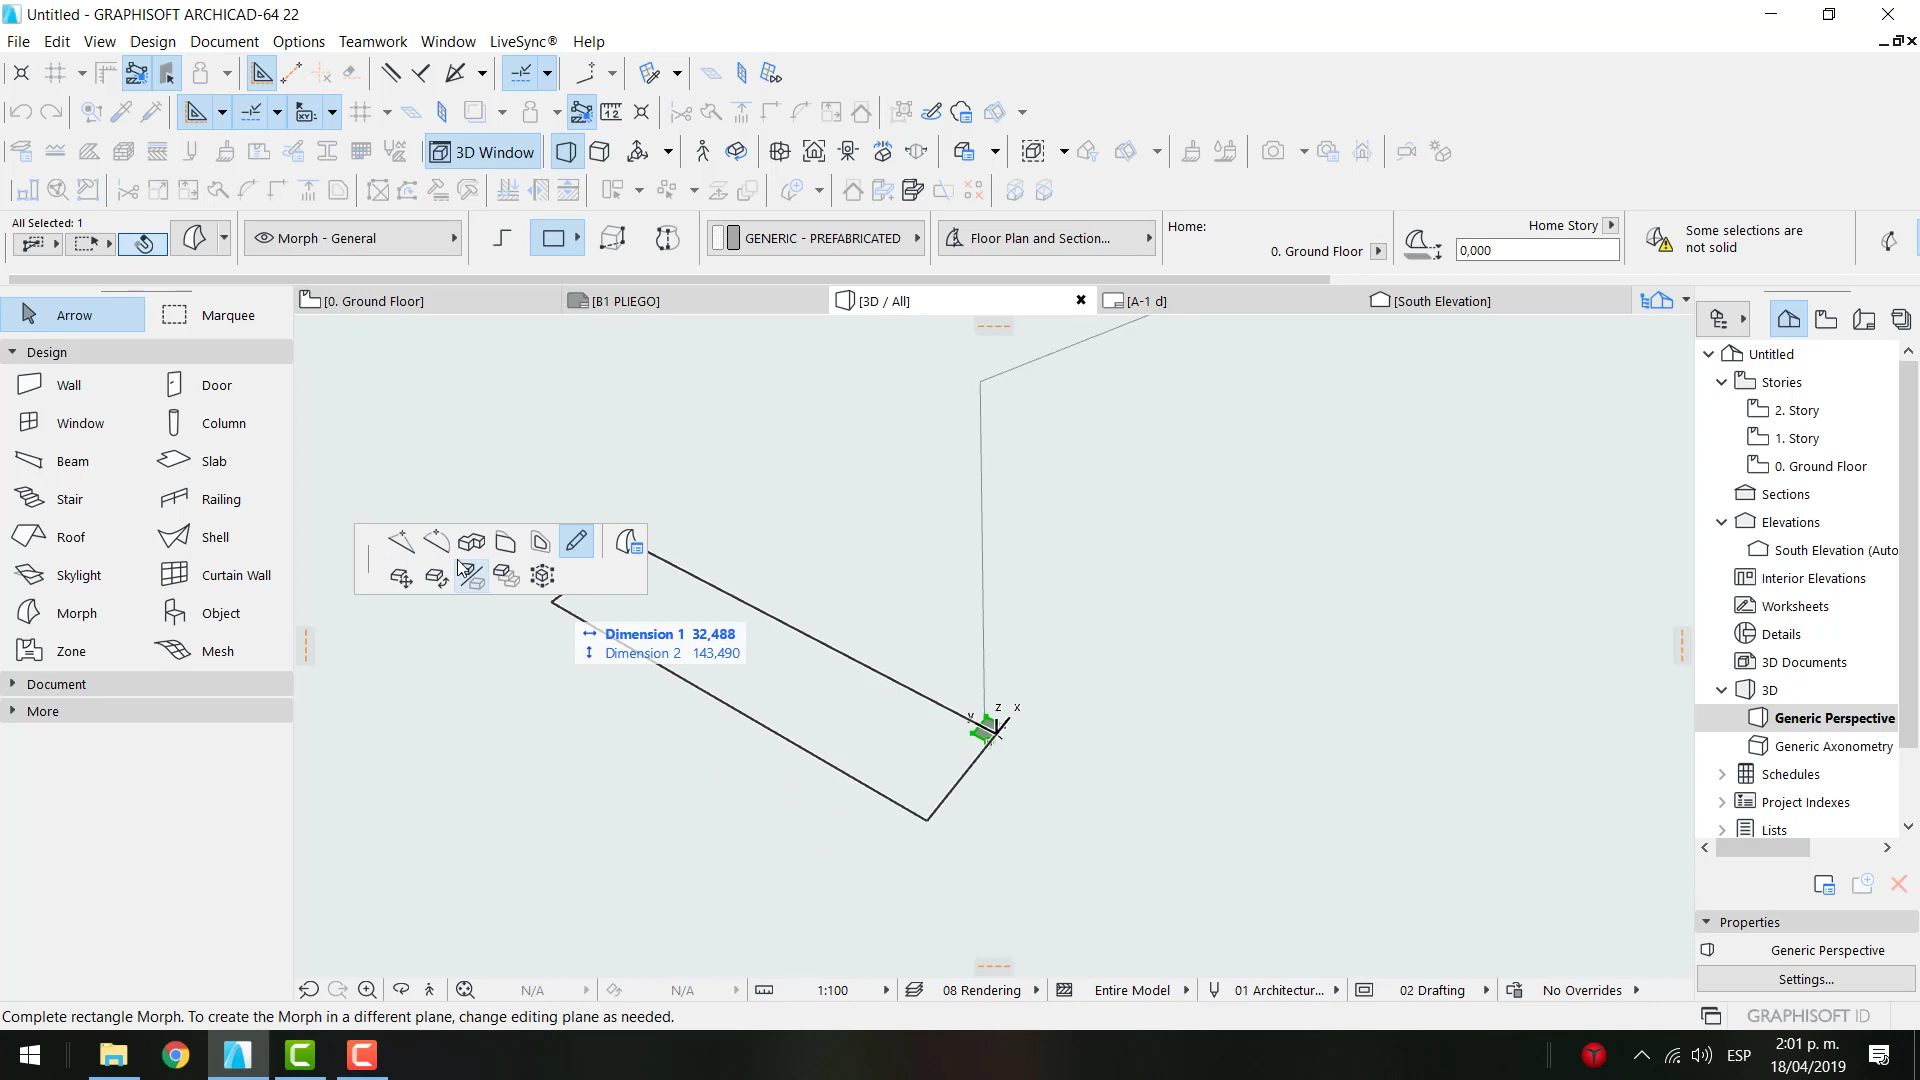 Untitled - GRAPHISOFT ARCHICAD-64 22
File Edit View Design Document Options Teamwork Window LiveSync® Help
3D Window
All Selected: 1
Morph - General
GENERIC - PREFABRICATED
Floor Plan and Section...
Home:
0. Ground Floor
Home Story
0,000
Some selections are
not solid
[0. Ground Floor]
[B1 PLIEGO]
[3D / All]
[A-1 d]
[South Elevation]
Arrow
Marquee
Design
Wall
Door
Window
Column
Beam
Slab
Stair
Railing
Roof
Shell
Skylight
Curtain Wall
Morph
Object
Zone
Mesh
Document
More
Dimension 1 32,488
Dimension 2 143,490
z x
y
Untitled
Stories
2. Story
1. Story
0. Ground Floor
Sections
Elevations
South Elevation (Auto
Interior Elevations
Worksheets
Details
3D Documents
3D
Generic Perspective
Generic Axonometry
Schedules
Project Indexes
Lists
Properties
Generic Perspective
Settings...
N/A
N/A
1:100
08 Rendering
Entire Model
01 Architectur...
02 Drafting
No Overrides
Complete rectangle Morph. To create the Morph in a different plane, change editing plane as needed.
GRAPHISOFT ID
ESP
2:01 p. m.
18/04/2019